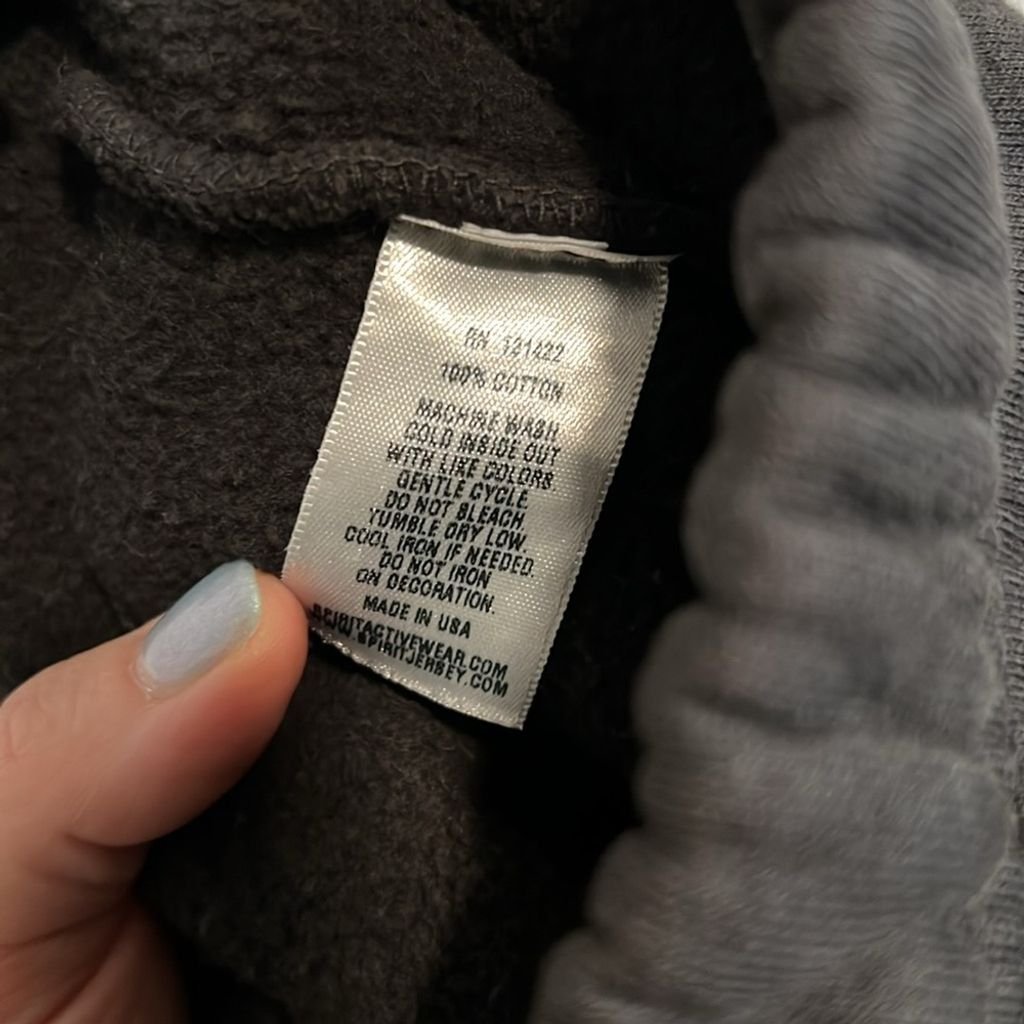 RN 121422
100% COTTON
MACHINE WASH
COLD INSIDE OUT
WITH LIKE COLORS.
GENTLE CYCLE.
DO NOT BLEACH.
TUMBLE DRY LOW.
COOL IRON IF NEEDED.
DO NOT IRON
ON DECORATION.
MADE IN USA
SPIRITACTIVEWEAR.COM
WWW.SPIRITJERSEY.COM